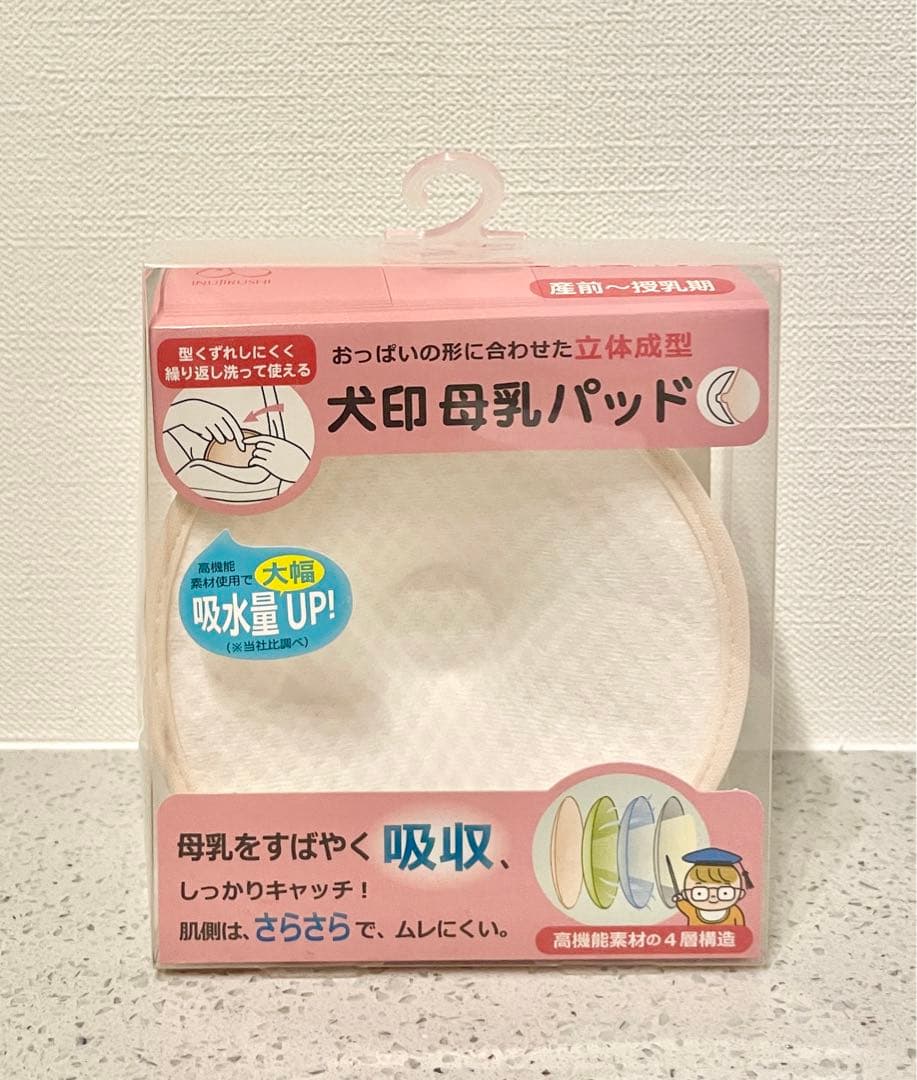 INUJIRUSHI
産前～授乳期
型くずれしにくく
繰り返し洗って使える
おっぱいの形に合わせた立体成型
犬印 母乳パッド
高機能
素材使用で大幅
吸水量UP!
(※当社比調べ)
母乳をすばやく吸収、
しっかりキャッチ！
肌側は、さらさらで、ムレにくい。
高機能素材の4層構造